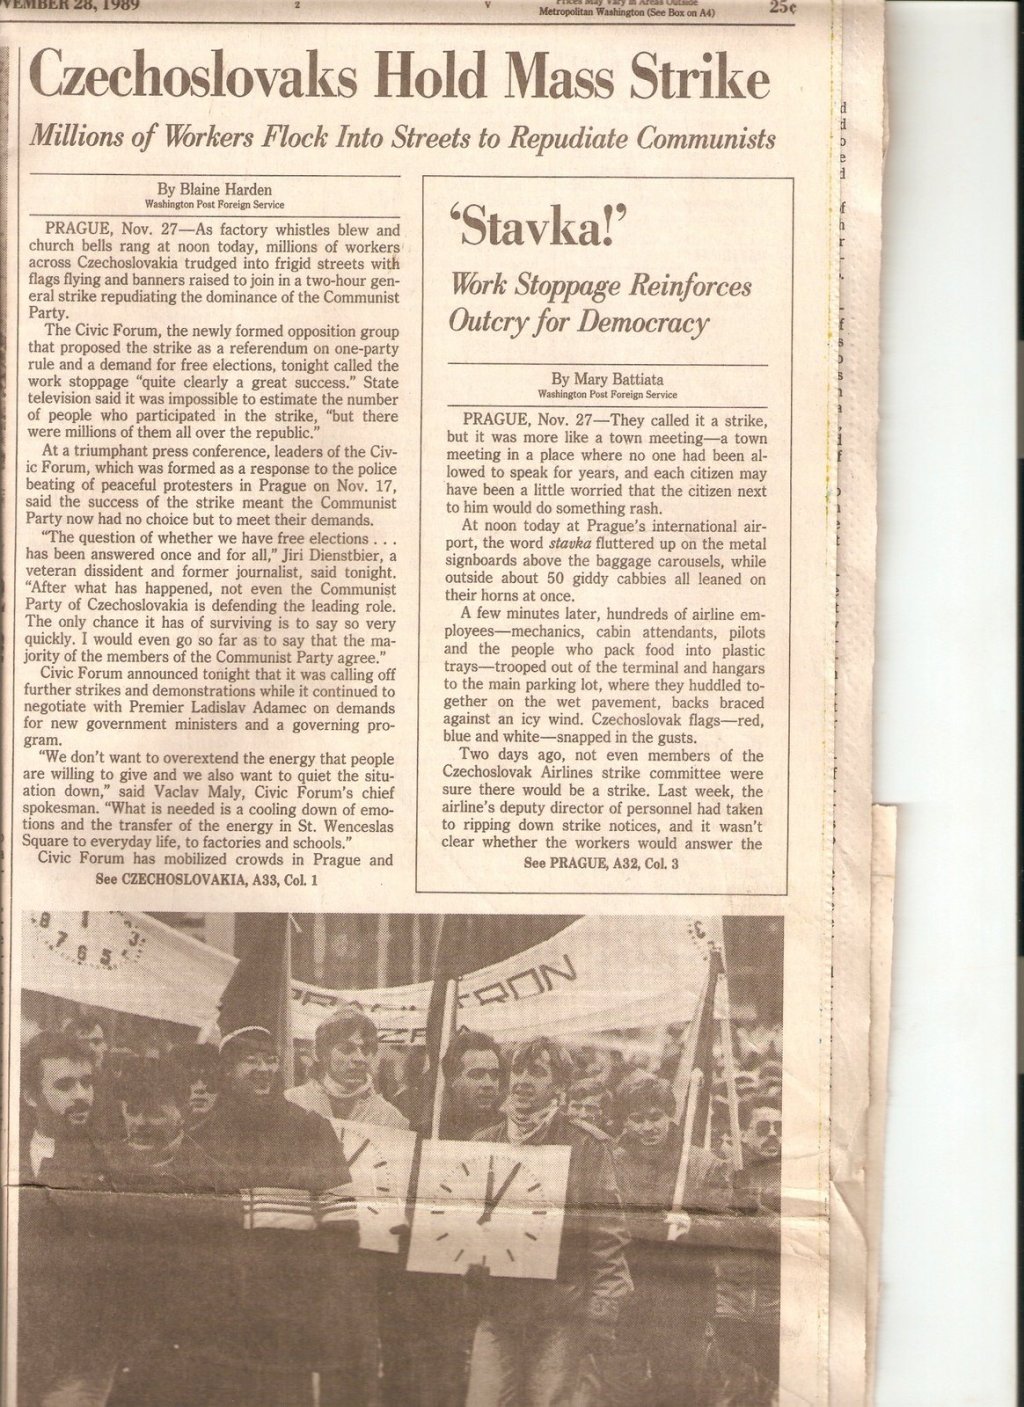 VEMBER 28, 1989
2
V
Prices May Vary in Areas Outside
Metropolitan Washington (See Box on A4)
25¢
Czechoslovaks Hold Mass Strike
Millions of Workers Flock Into Streets to Repudiate Communists
By Blaine Harden
Washington Post Foreign Service
PRAGUE, Nov. 27—As factory whistles blew and
church bells rang at noon today, millions of workers
across Czechoslovakia trudged into frigid streets with
flags flying and banners raised to join in a two-hour gen-
eral strike repudiating the dominance of the Communist
Party.
The Civic Forum, the newly formed opposition group
that proposed the strike as a referendum on one-party
rule and a demand for free elections, tonight called the
work stoppage “quite clearly a great success.” State
television said it was impossible to estimate the number
of people who participated in the strike, “but there
were millions of them all over the republic.”
At a triumphant press conference, leaders of the Civ-
ic Forum, which was formed as a response to the police
beating of peaceful protesters in Prague on Nov. 17,
said the success of the strike meant the Communist
Party now had no choice but to meet their demands.
“The question of whether we have free elections . . .
has been answered once and for all,” Jiri Dienstbier, a
veteran dissident and former journalist, said tonight.
“After what has happened, not even the Communist
Party of Czechoslovakia is defending the leading role.
The only chance it has of surviving is to say so very
quickly. I would even go so far as to say that the ma-
jority of the members of the Communist Party agree.”
Civic Forum announced tonight that it was calling off
further strikes and demonstrations while it continued to
negotiate with Premier Ladislav Adamec on demands
for new government ministers and a governing pro-
gram.
“We don't want to overextend the energy that people
are willing to give and we also want to quiet the situ-
ation down,” said Vaclav Maly, Civic Forum's chief
spokesman. “What is needed is a cooling down of emo-
tions and the transfer of the energy in St. Wenceslas
Square to everyday life, to factories and schools.”
Civic Forum has mobilized crowds in Prague and
See CZECHOSLOVAKIA, A33, Col. 1
‘Stavka!’
Work Stoppage Reinforces
Outcry for Democracy
By Mary Battiata
Washington Post Foreign Service
PRAGUE, Nov. 27—They called it a strike,
but it was more like a town meeting—a town
meeting in a place where no one had been al-
lowed to speak for years, and each citizen may
have been a little worried that the citizen next
to him would do something rash.
At noon today at Prague's international air-
port, the word stavka fluttered up on the metal
signboards above the baggage carousels, while
outside about 50 giddy cabbies all leaned on
their horns at once.
A few minutes later, hundreds of airline em-
ployees—mechanics, cabin attendants, pilots
and the people who pack food into plastic
trays—trooped out of the terminal and hangars
to the main parking lot, where they huddled to-
gether on the wet pavement, backs braced
against an icy wind. Czechoslovak flags—red,
blue and white—snapped in the gusts.
Two days ago, not even members of the
Czechoslovak Airlines strike committee were
sure there would be a strike. Last week, the
airline's deputy director of personnel had taken
to ripping down strike notices, and it wasn't
clear whether the workers would answer the
See PRAGUE, A32, Col. 3
8 1 3
7 6 5
TRON